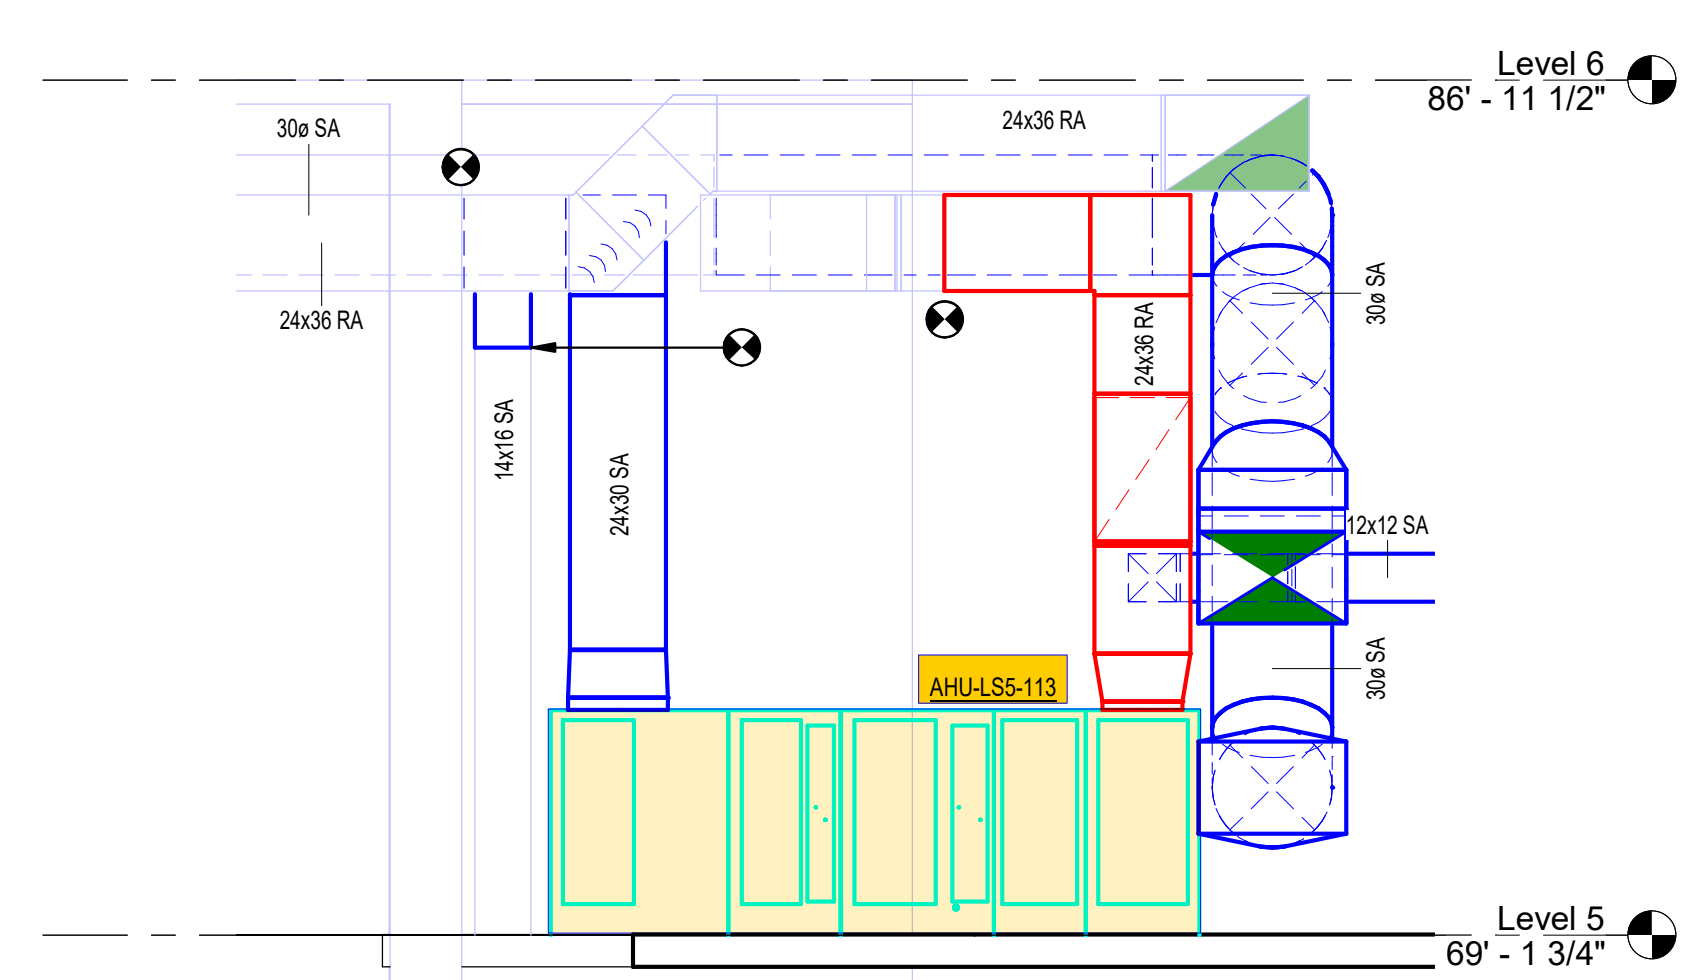 Level 6
86' - 11 1/2"
30ø SA
24x36 RA
24x36 RA
30ø SA
24x36 RA
14x16 SA
24x30 SA
12x12 SA
30ø SA
AHU-LS5-113
Level 5
69' - 1 3/4"